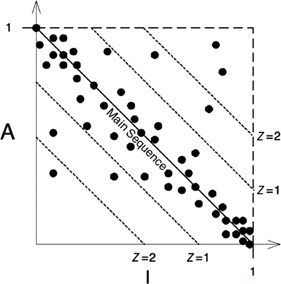 1
A
Main Sequence
Z=2
Z=1
Z=2
Z=1
I
1